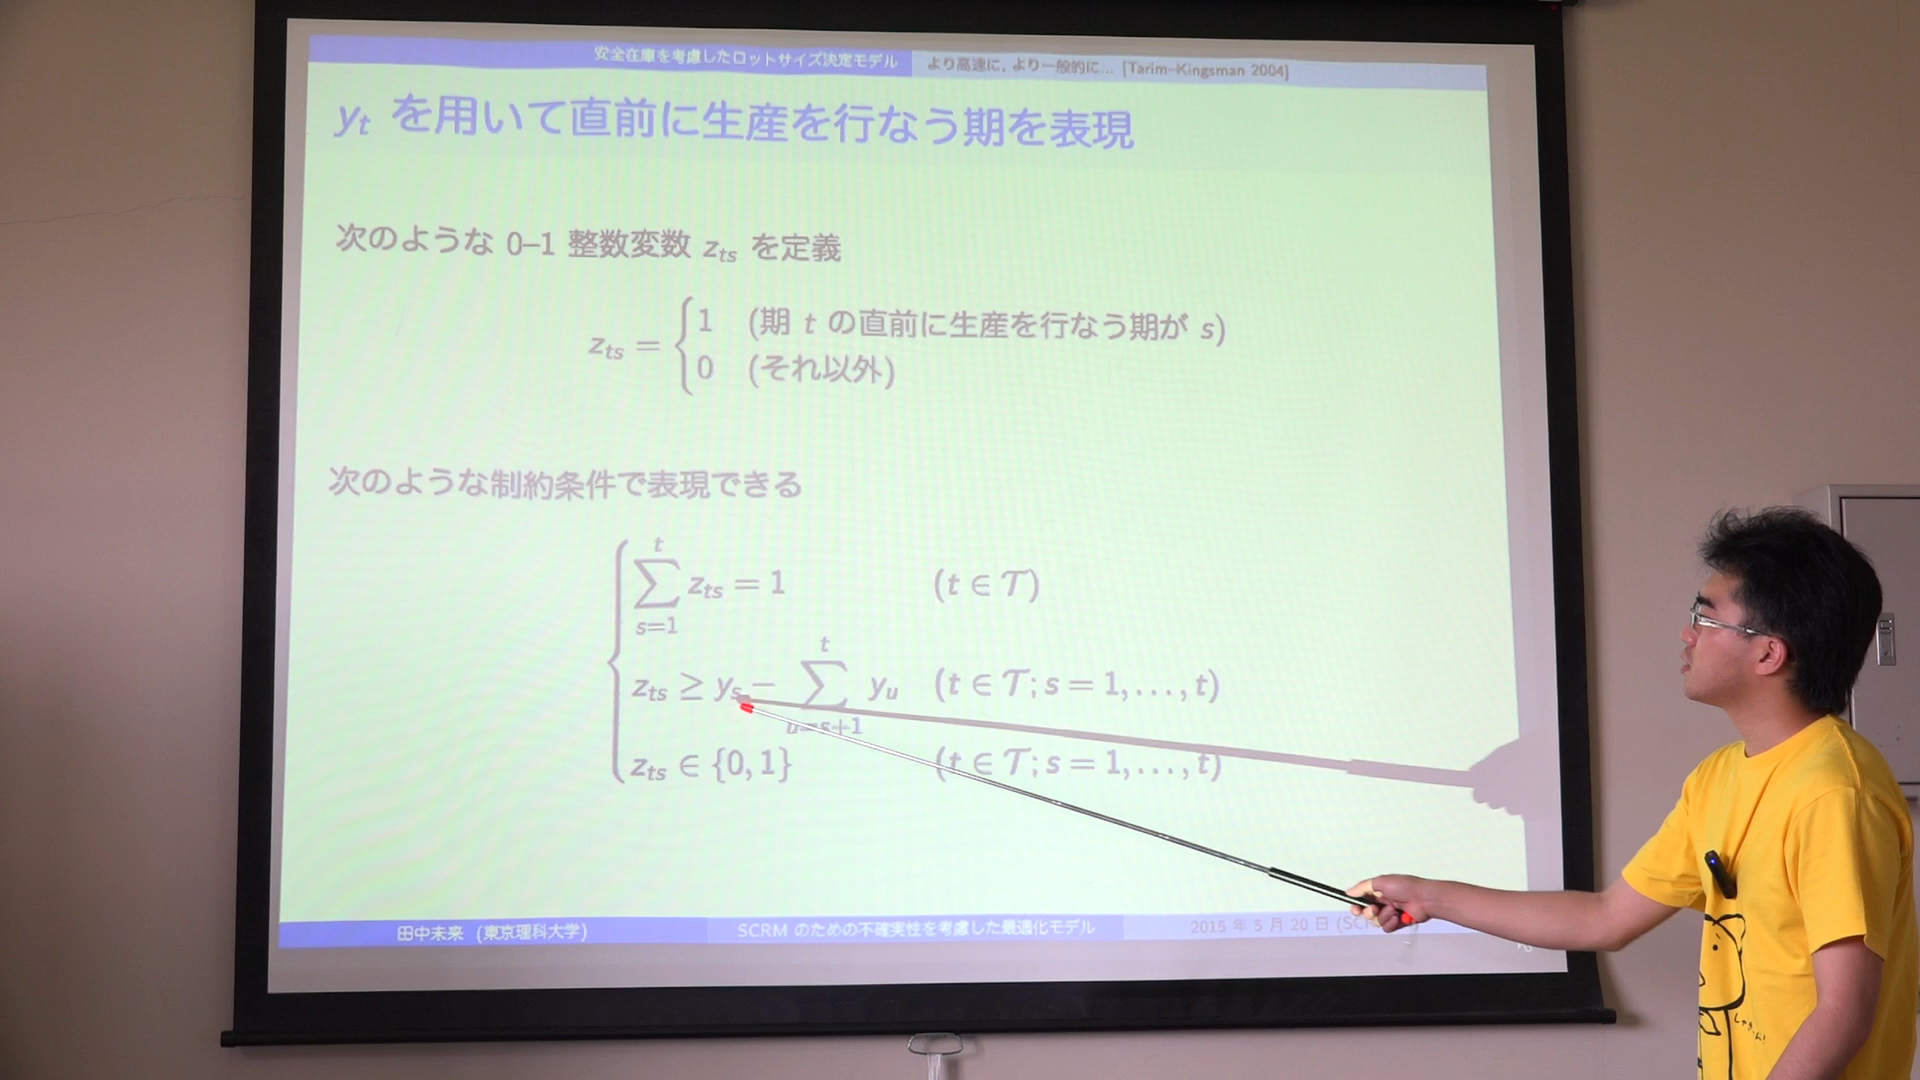 安全在庫を考慮したロットサイズ決定モデル より高速に, より一般的に... [Tarim–Kingsman 2004]
y_t を用いて直前に生産を行なう期を表現
次のような 0–1 整数変数 z_ts を定義
z_ts = { 1 (期 t の直前に生産を行なう期が s)
0 (それ以外)
次のような制約条件で表現できる
∑_{s=1}^{t} z_ts = 1 (t ∈ 𝒯)
z_ts ≥ y_s − ∑_{u=s+1}^{t} y_u (t ∈ 𝒯; s = 1, ..., t)
z_ts ∈ {0, 1} (t ∈ 𝒯; s = 1, ..., t)
田中未来 (東京理科大学) SCRM のための不確実性を考慮した最適化モデル 2015 年 5 月 20 日